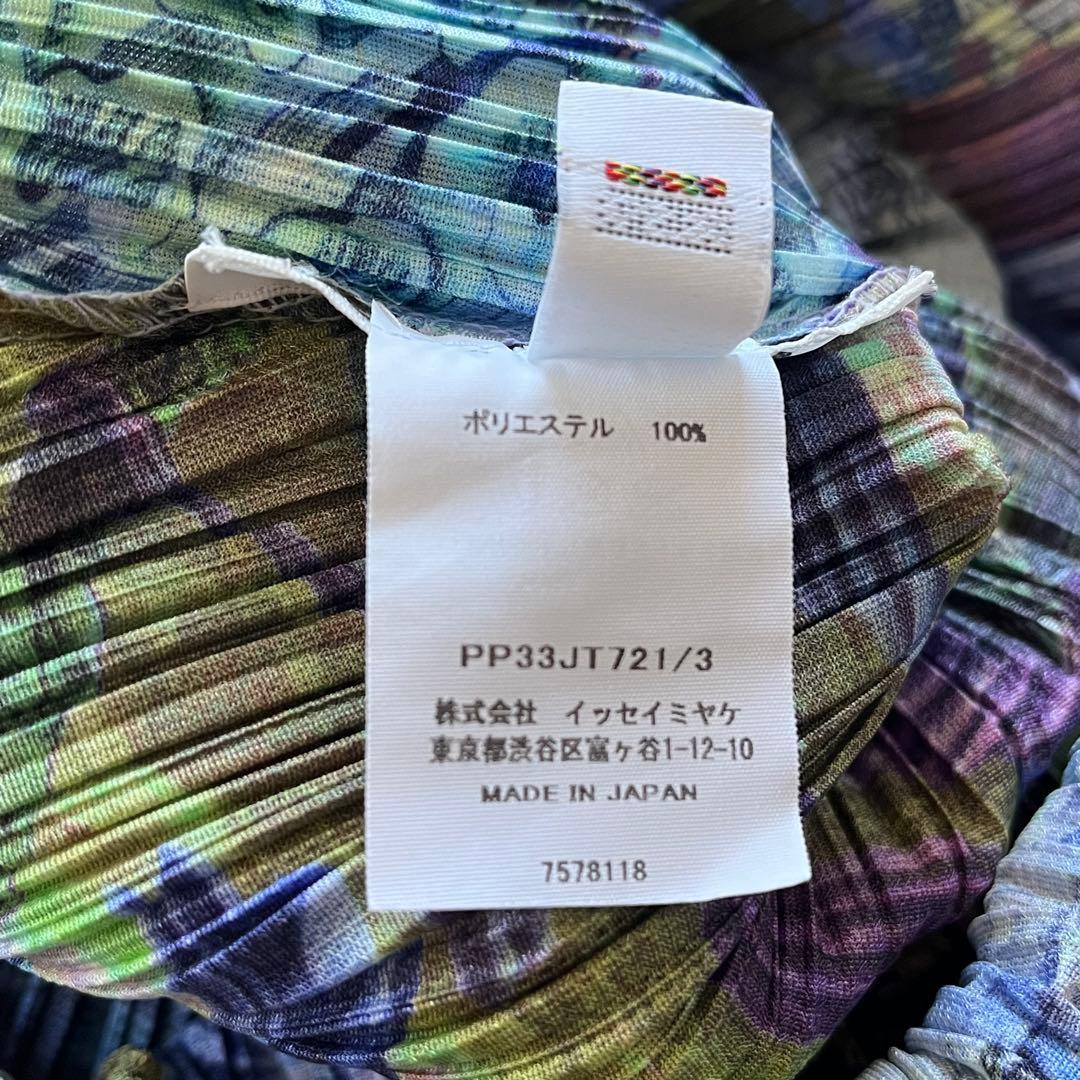 ポリエステル 100%
PP33JT721/3
株式会社 イッセイミヤケ
東京都渋谷区富ヶ谷1-12-10
MADE IN JAPAN
7578118